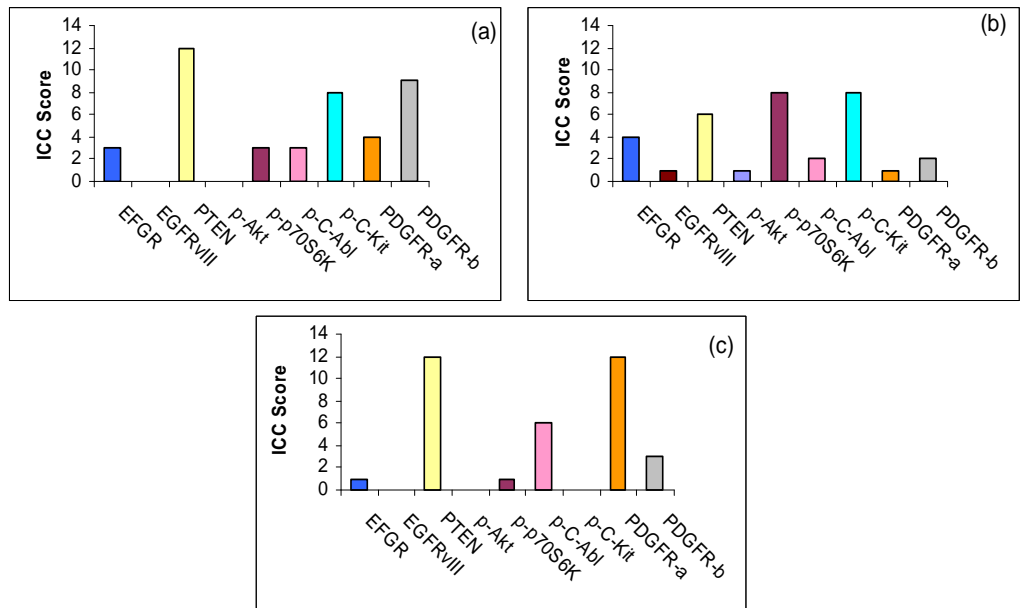 (a)
ICC Score
14
12
10
8
6
4
2
0
EFGR
EGFRvIII
PTEN
p-Akt
p-p70S6K
p-C-Abl
p-C-Kit
PDGFR-a
PDGFR-b
(b)
ICC Score
14
12
10
8
6
4
2
0
EFGR
EGFRvIII
PTEN
p-Akt
p-p70S6K
p-C-Abl
p-C-Kit
PDGFR-a
PDGFR-b
(c)
ICC Score
14
12
10
8
6
4
2
0
EFGR
EGFRvIII
PTEN
p-Akt
p-p70S6K
p-C-Abl
p-C-Kit
PDGFR-a
PDGFR-b